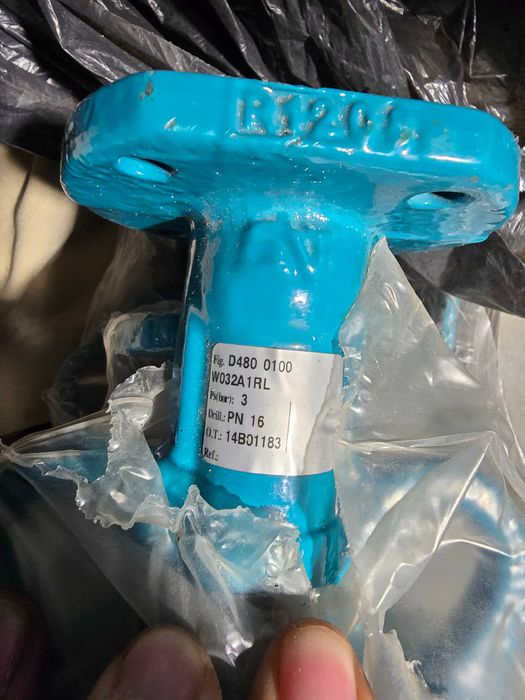 Fig. D480 0100
W032A1RL
Ps(bar): 3
Drill.: PN 16
O.T.: 14B01183
Ref.: